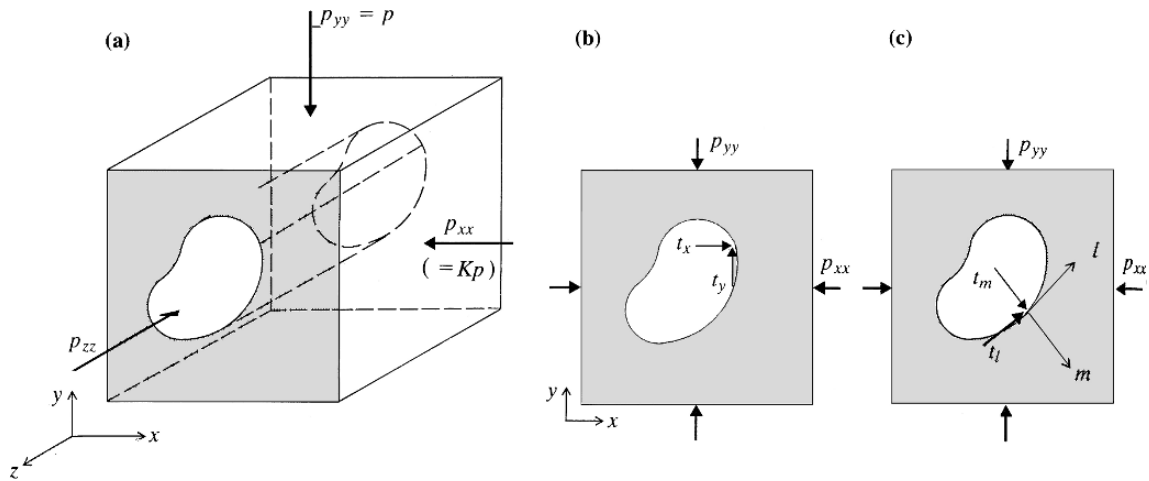 (a)
p_yy = p
p_xx
( = Kp )
p_zz
y
x
z
(b)
p_yy
t_x
t_y
p_xx
y
x
(c)
p_yy
l
p_xx
t_m
t_l
m